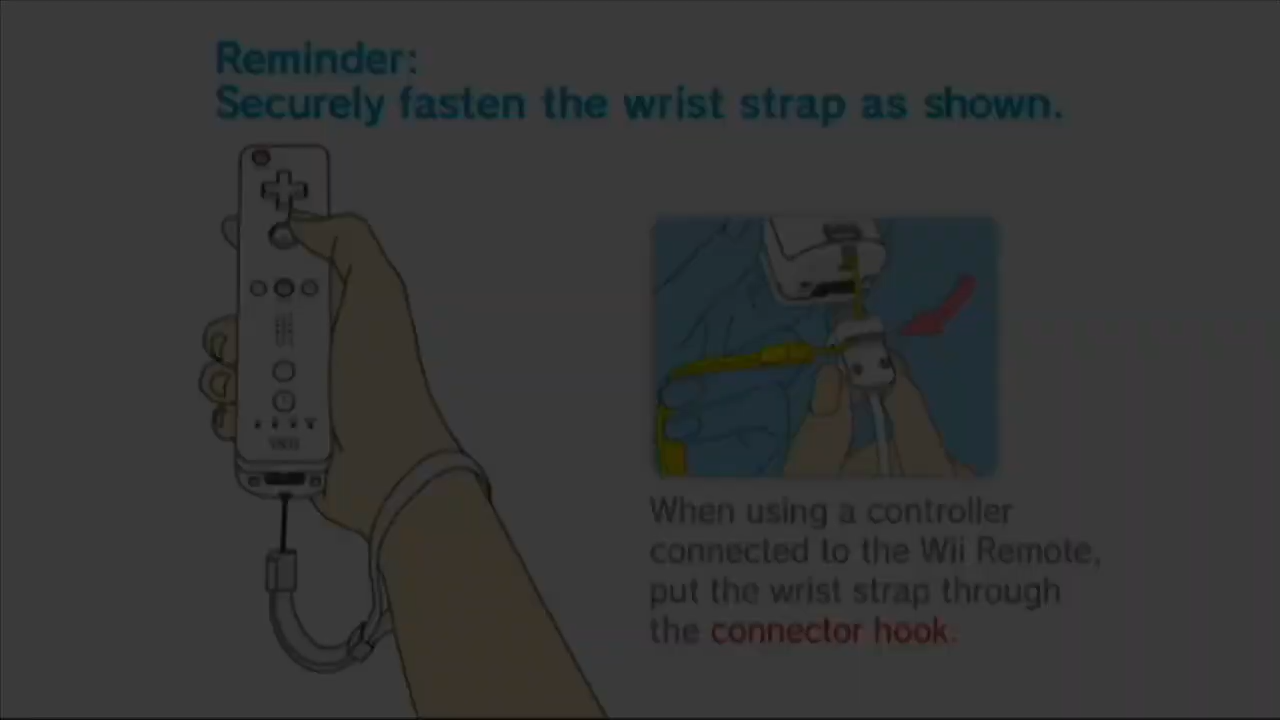 Reminder:
Securely fasten the wrist strap as shown.
When using a controller
connected to the Wii Remote,
put the wrist strap through
the connector hook.
Wii